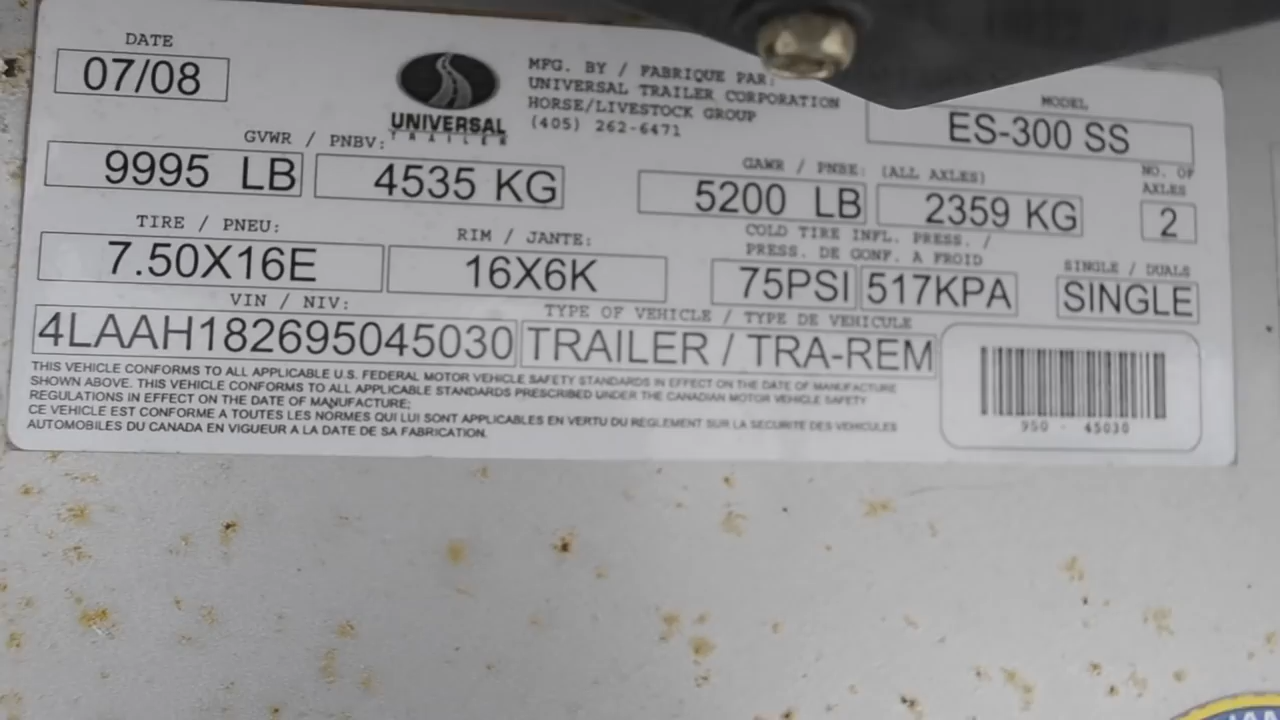 DATE
07/08
UNIVERSAL
TRAILER
MFG. BY / FABRIQUE PAR:
UNIVERSAL TRAILER CORPORATION
HORSE/LIVESTOCK GROUP
(405) 262-6471
MODEL
ES-300 SS
GVWR / PNBV:
9995 LB 4535 KG
GAWR / PNBE: (ALL AXLES)
5200 LB 2359 KG
NO. OF
AXLES
2
TIRE / PNEU:
7.50X16E
RIM / JANTE:
16X6K
COLD TIRE INFL. PRESS. /
PRESS. DE GONF. A FROID
75PSI 517KPA
SINGLE / DUALS
SINGLE
VIN / NIV:
4LAAH182695045030
TYPE OF VEHICLE / TYPE DE VEHICULE
TRAILER / TRA-REM
THIS VEHICLE CONFORMS TO ALL APPLICABLE U.S. FEDERAL MOTOR VEHICLE SAFETY STANDARDS IN EFFECT ON THE DATE OF MANUFACTURE
SHOWN ABOVE. THIS VEHICLE CONFORMS TO ALL APPLICABLE STANDARDS PRESCRIBED UNDER THE CANADIAN MOTOR VEHICLE SAFETY
REGULATIONS IN EFFECT ON THE DATE OF MANUFACTURE;
CE VEHICLE EST CONFORME A TOUTES LES NORMES QUI LUI SONT APPLICABLES EN VERTU DU REGLEMENT SUR LA SECURITE DES VEHICULES
AUTOMOBILES DU CANADA EN VIGUEUR A LA DATE DE SA FABRICATION.
950 - 45030